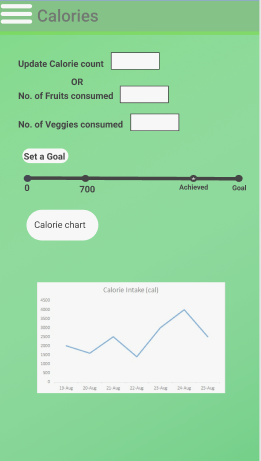 Calories
Update Calorie count
OR
No. of Fruits consumed
No. of Veggies consumed
Set a Goal
0 700 Achieved Goal
Calorie chart
Calorie Intake (cal)
4500
4000
3500
3000
2500
2000
1500
1000
500
0
19-Aug 20-Aug 21-Aug 22-Aug 23-Aug 24-Aug 25-Aug